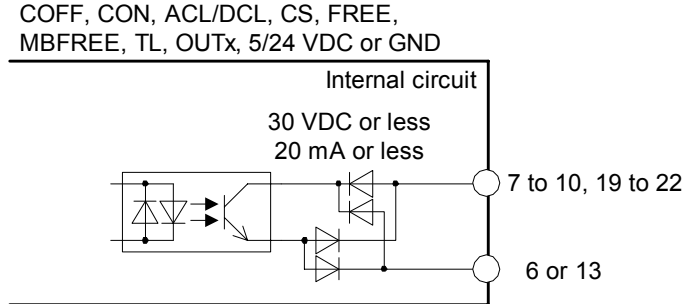 COFF, CON, ACL/DCL, CS, FREE,
MBFREE, TL, OUTx, 5/24 VDC or GND
Internal circuit
30 VDC or less
20 mA or less
7 to 10, 19 to 22
6 or 13